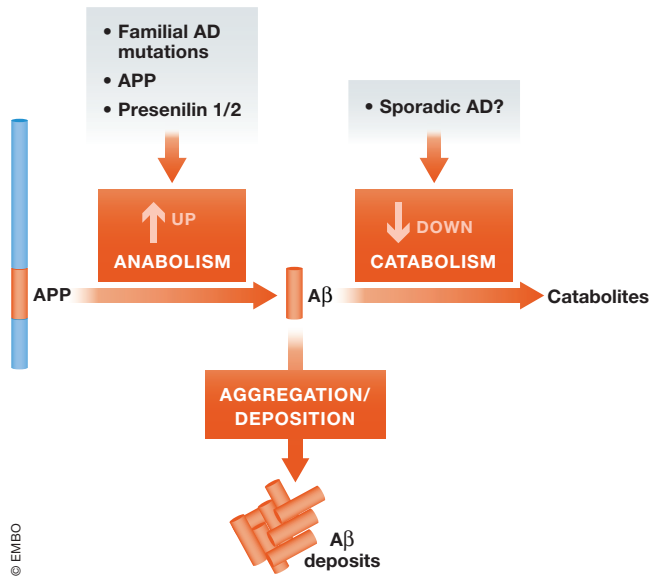 • Familial AD
mutations
• APP
• Presenilin 1/2
• Sporadic AD?
UP
ANABOLISM
DOWN
CATABOLISM
APP
Aβ
Catabolites
AGGREGATION/
DEPOSITION
Aβ
deposits
© EMBO